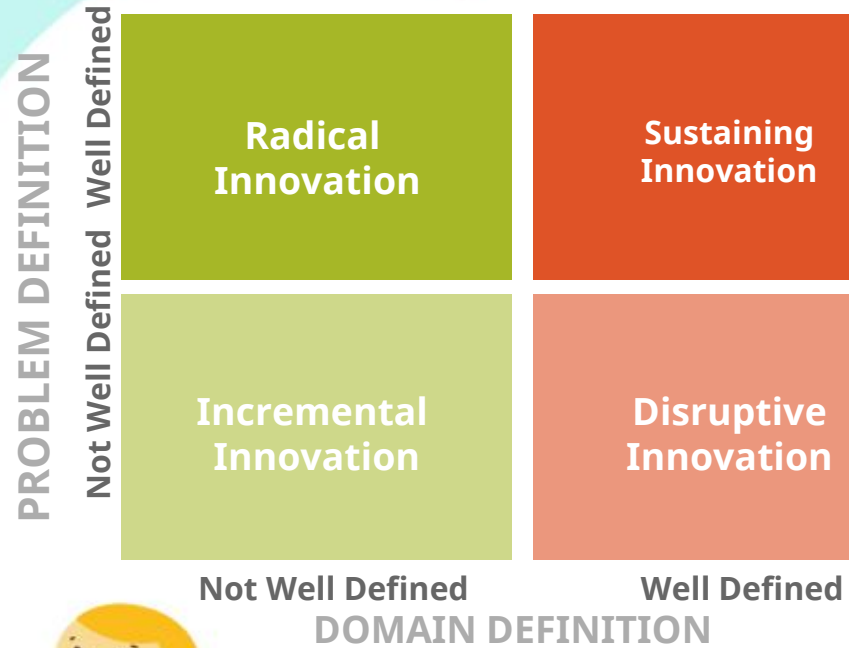 PROBLEM DEFINITION
Well Defined
Not Well Defined
Radical
Innovation
Sustaining
Innovation
Incremental
Innovation
Disruptive
Innovation
Not Well Defined
Well Defined
DOMAIN DEFINITION